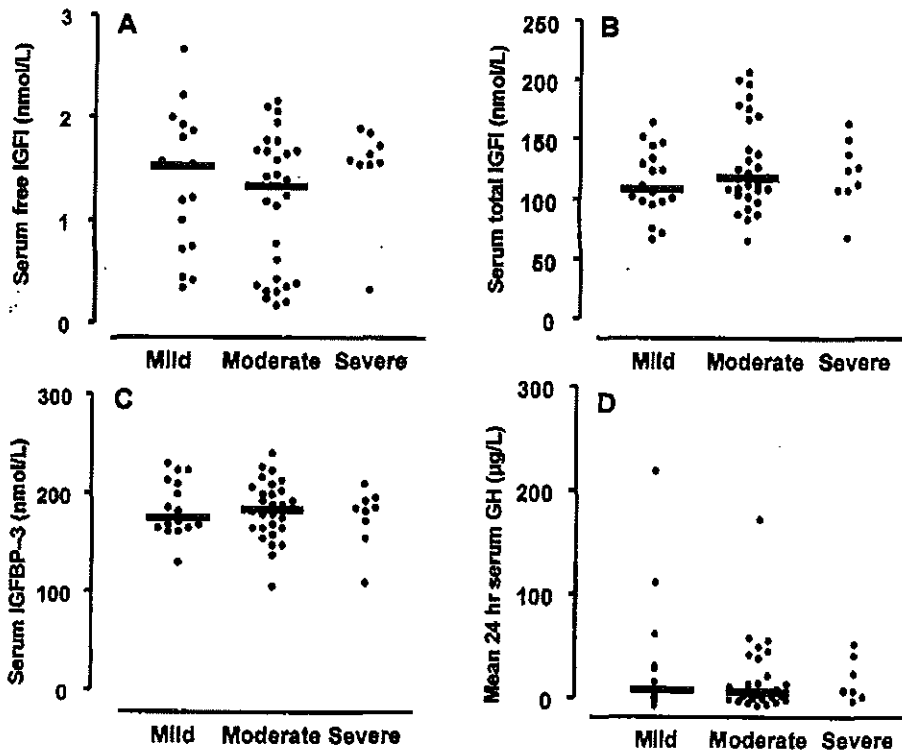 A
Serum free IGFI (nmol/L)
3
2
1
0
Mild Moderate Severe
B
Serum total IGFI (nmol/L)
250
200
150
100
50
0
Mild Moderate Severe
C
Serum IGFBP-3 (nmol/L)
300
200
100
0
Mild Moderate Severe
D
Mean 24 hr serum GH (µg/L)
300
200
100
0
Mild Moderate Severe